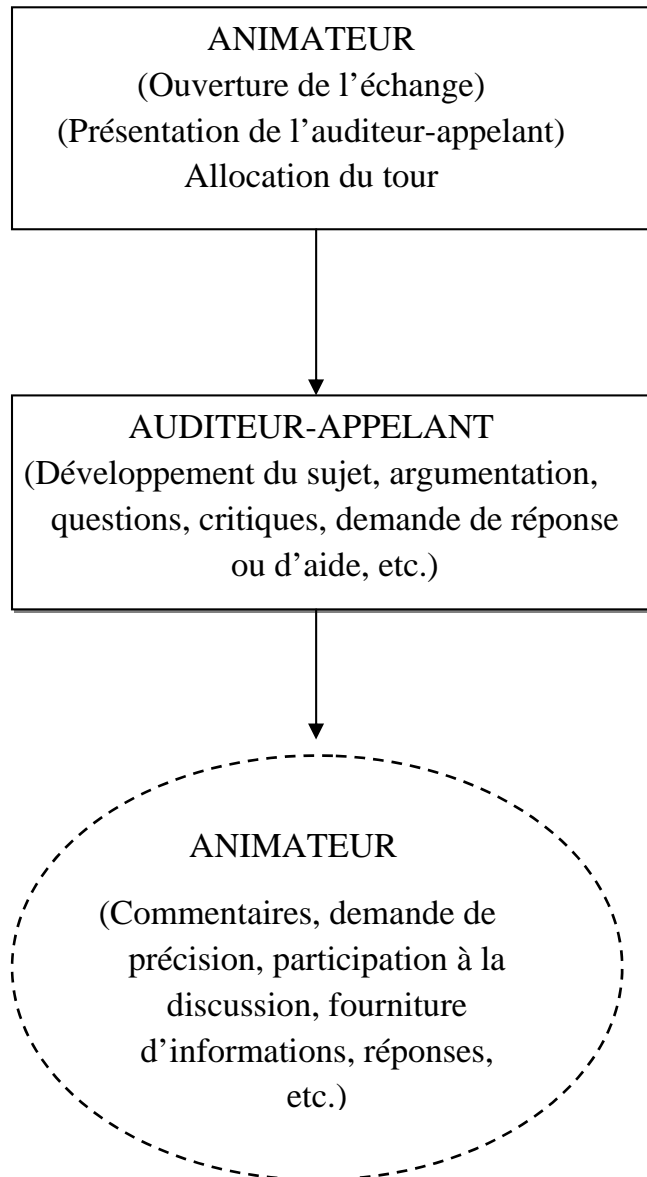 ANIMATEUR
(Ouverture de l’échange)
(Présentation de l’auditeur-appelant)
Allocation du tour
AUDITEUR-APPELANT
(Développement du sujet, argumentation,
questions, critiques, demande de réponse
ou d’aide, etc.)
ANIMATEUR
(Commentaires, demande de
précision, participation à la
discussion, fourniture
d’informations, réponses,
etc.)